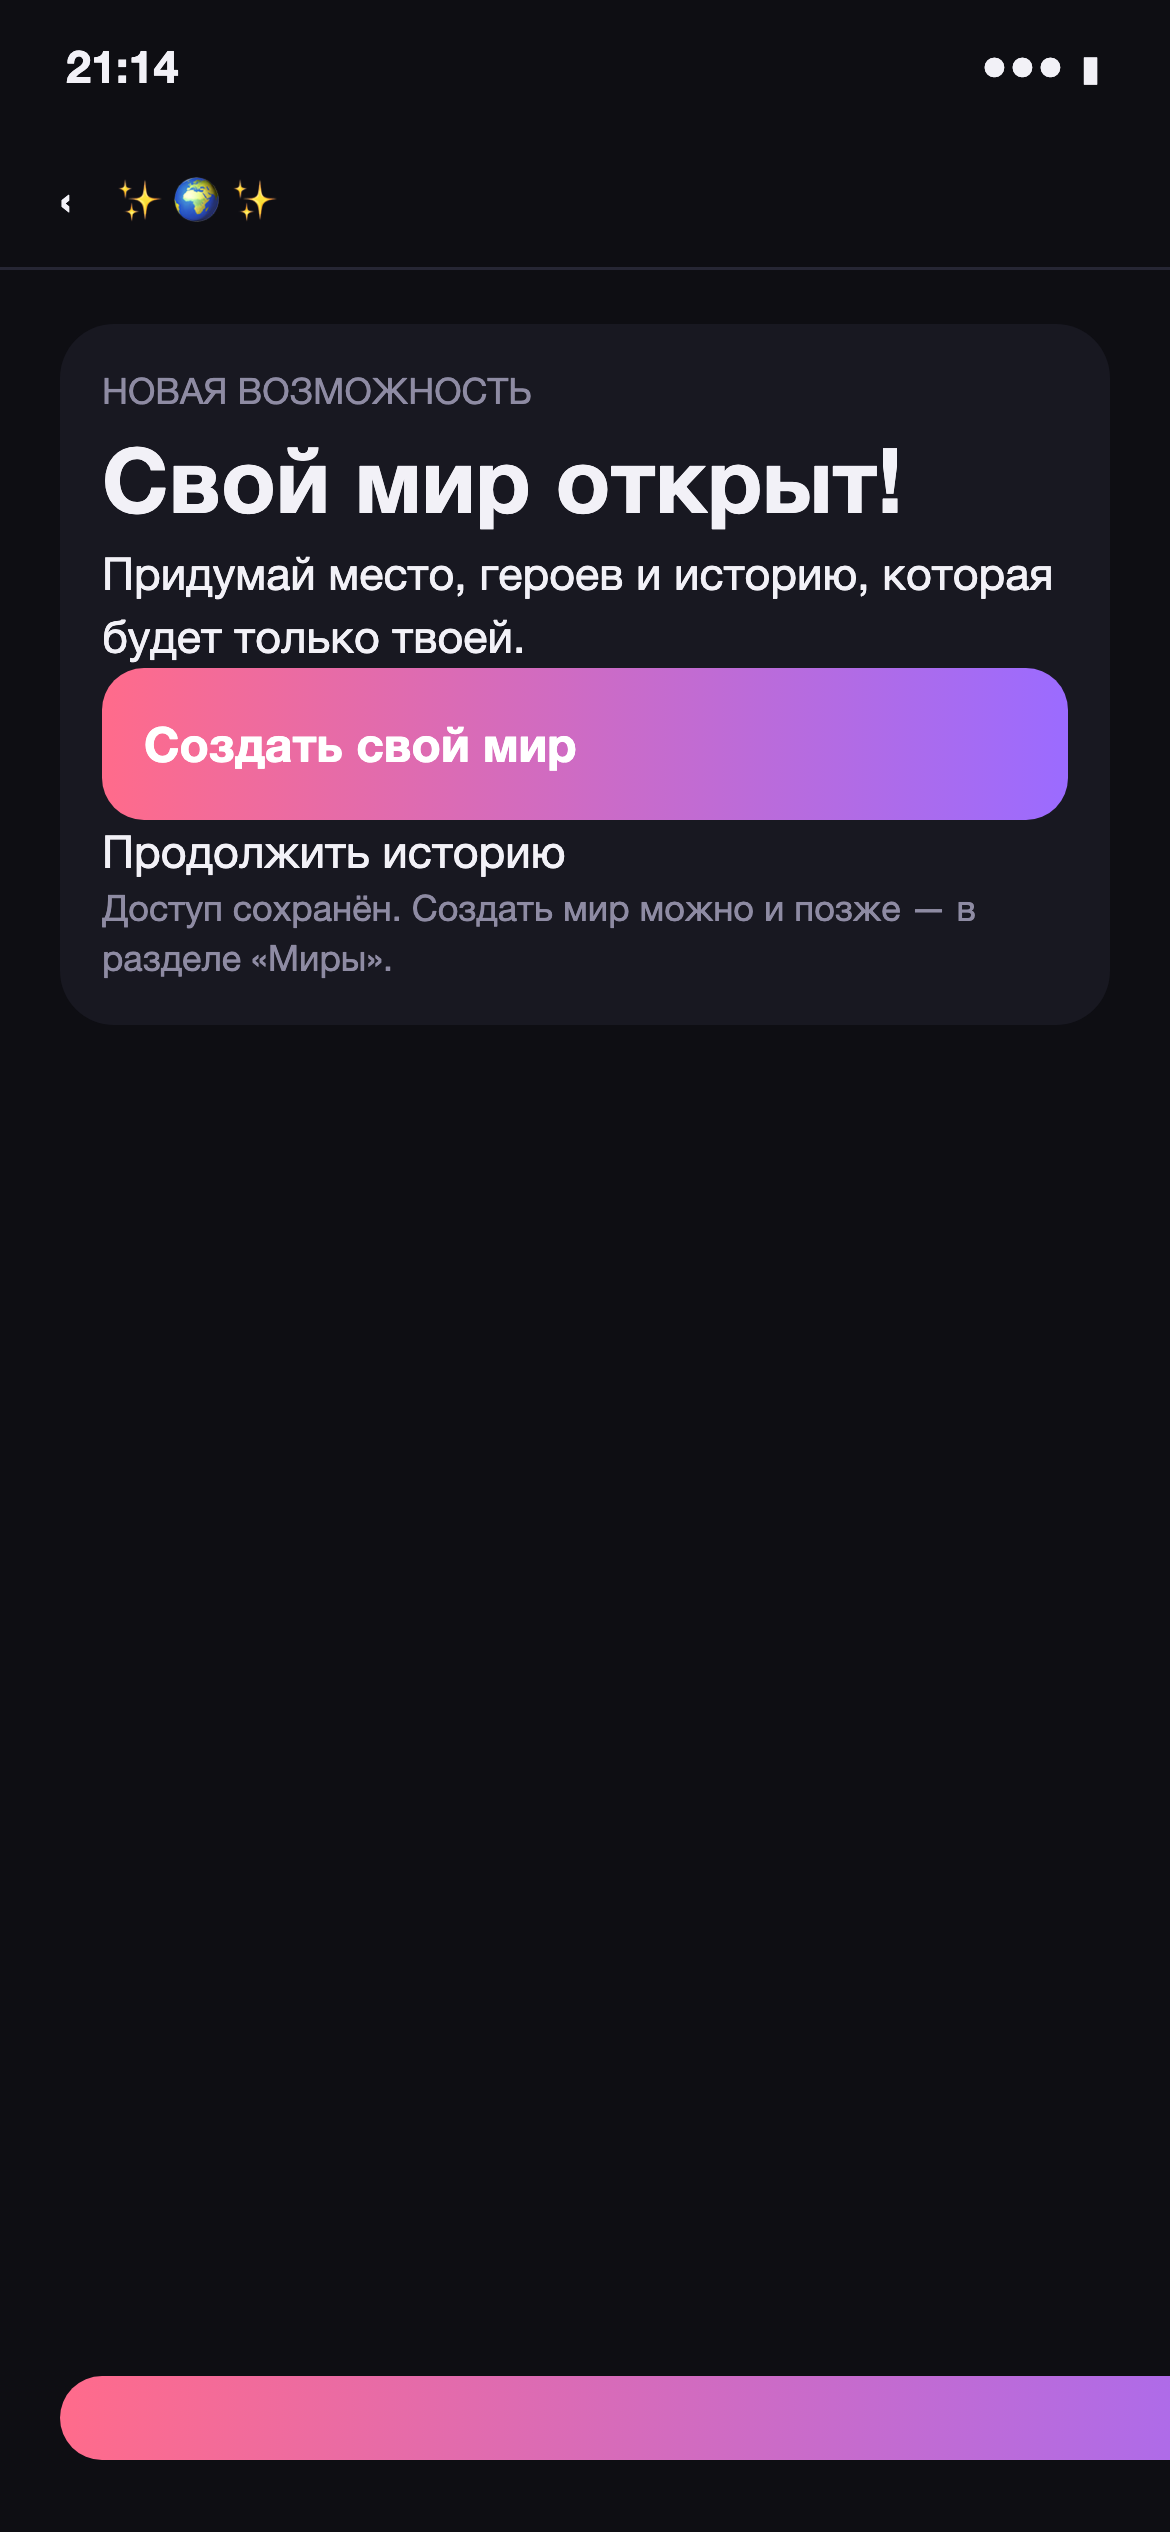 21:14
‹ ✨🌍✨
НОВАЯ ВОЗМОЖНОСТЬ
Свой мир открыт!
Придумай место, героев и историю, которая
будет только твоей.
Создать свой мир
Продолжить историю
Доступ сохранён. Создать мир можно и позже — в
разделе «Миры».